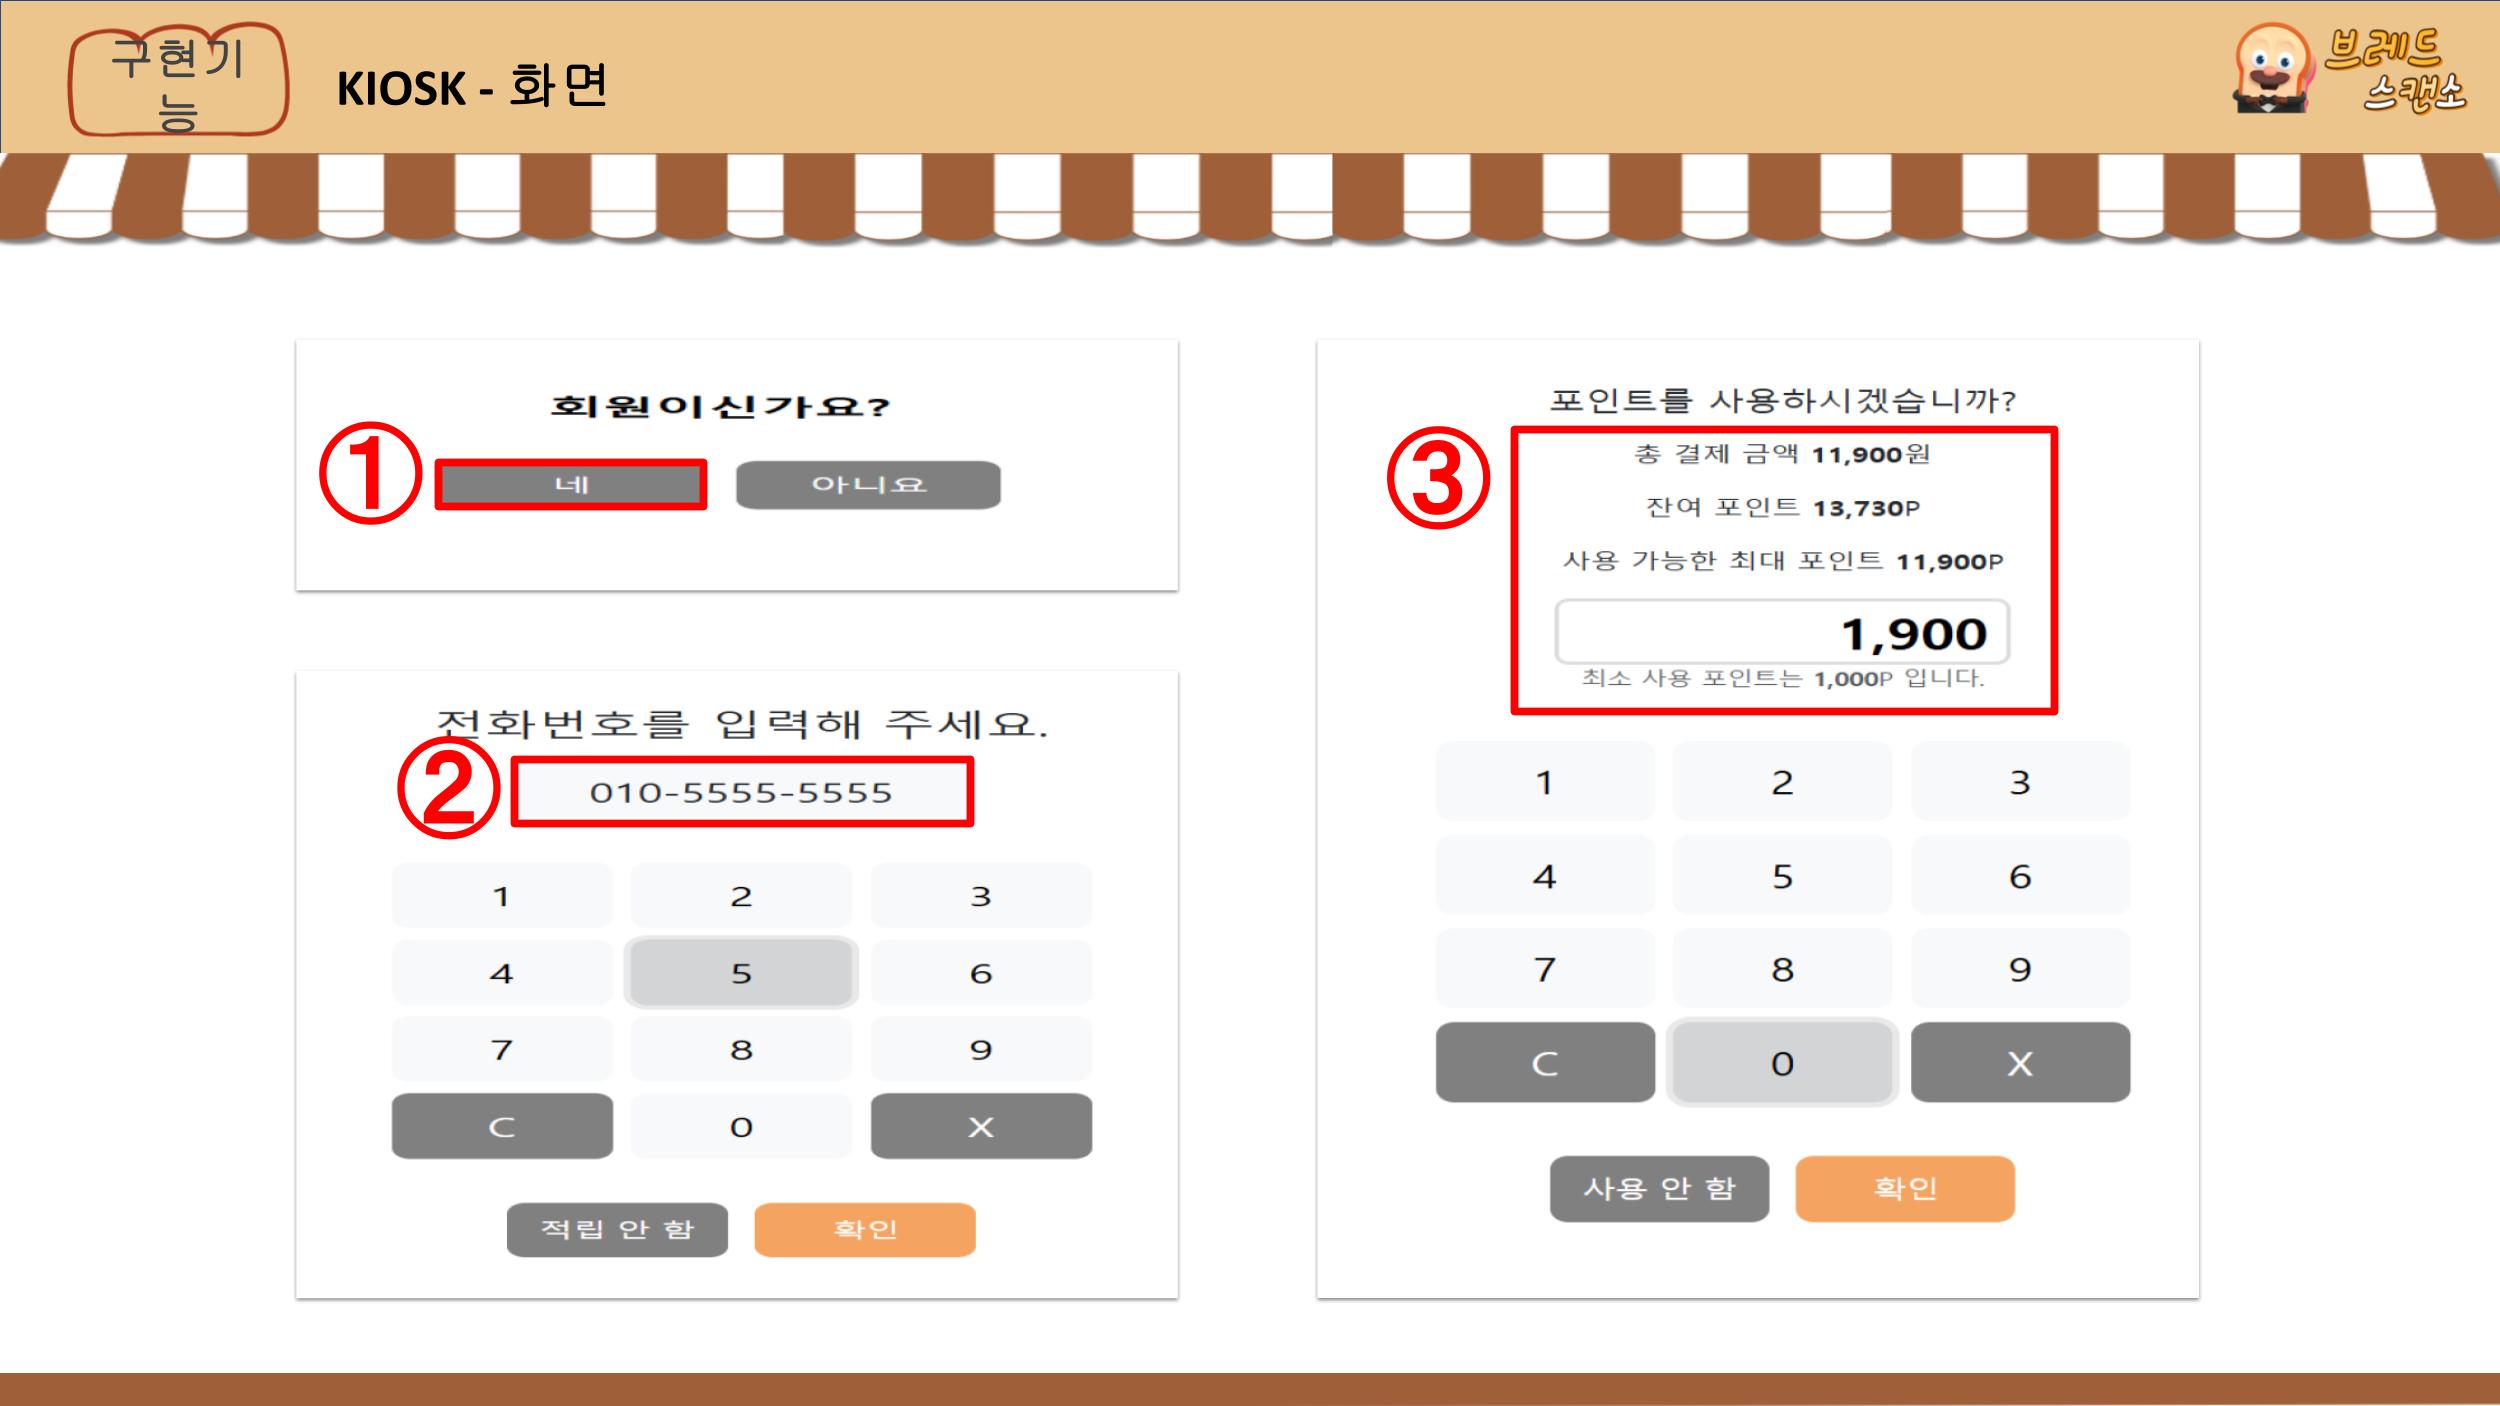 구현기
능
KIOSK - 화면
브레드
스캔소
회원이신가요?
①
네
아니요
전화번호를 입력해 주세요.
②
010-5555-5555
1 2 3
4 5 6
7 8 9
C 0 X
적립 안 함
확인
포인트를 사용하시겠습니까?
③
총 결제 금액 11,900원
잔여 포인트 13,730P
사용 가능한 최대 포인트 11,900P
1,900
최소 사용 포인트는 1,000P 입니다.
1 2 3
4 5 6
7 8 9
C 0 X
사용 안 함
확인